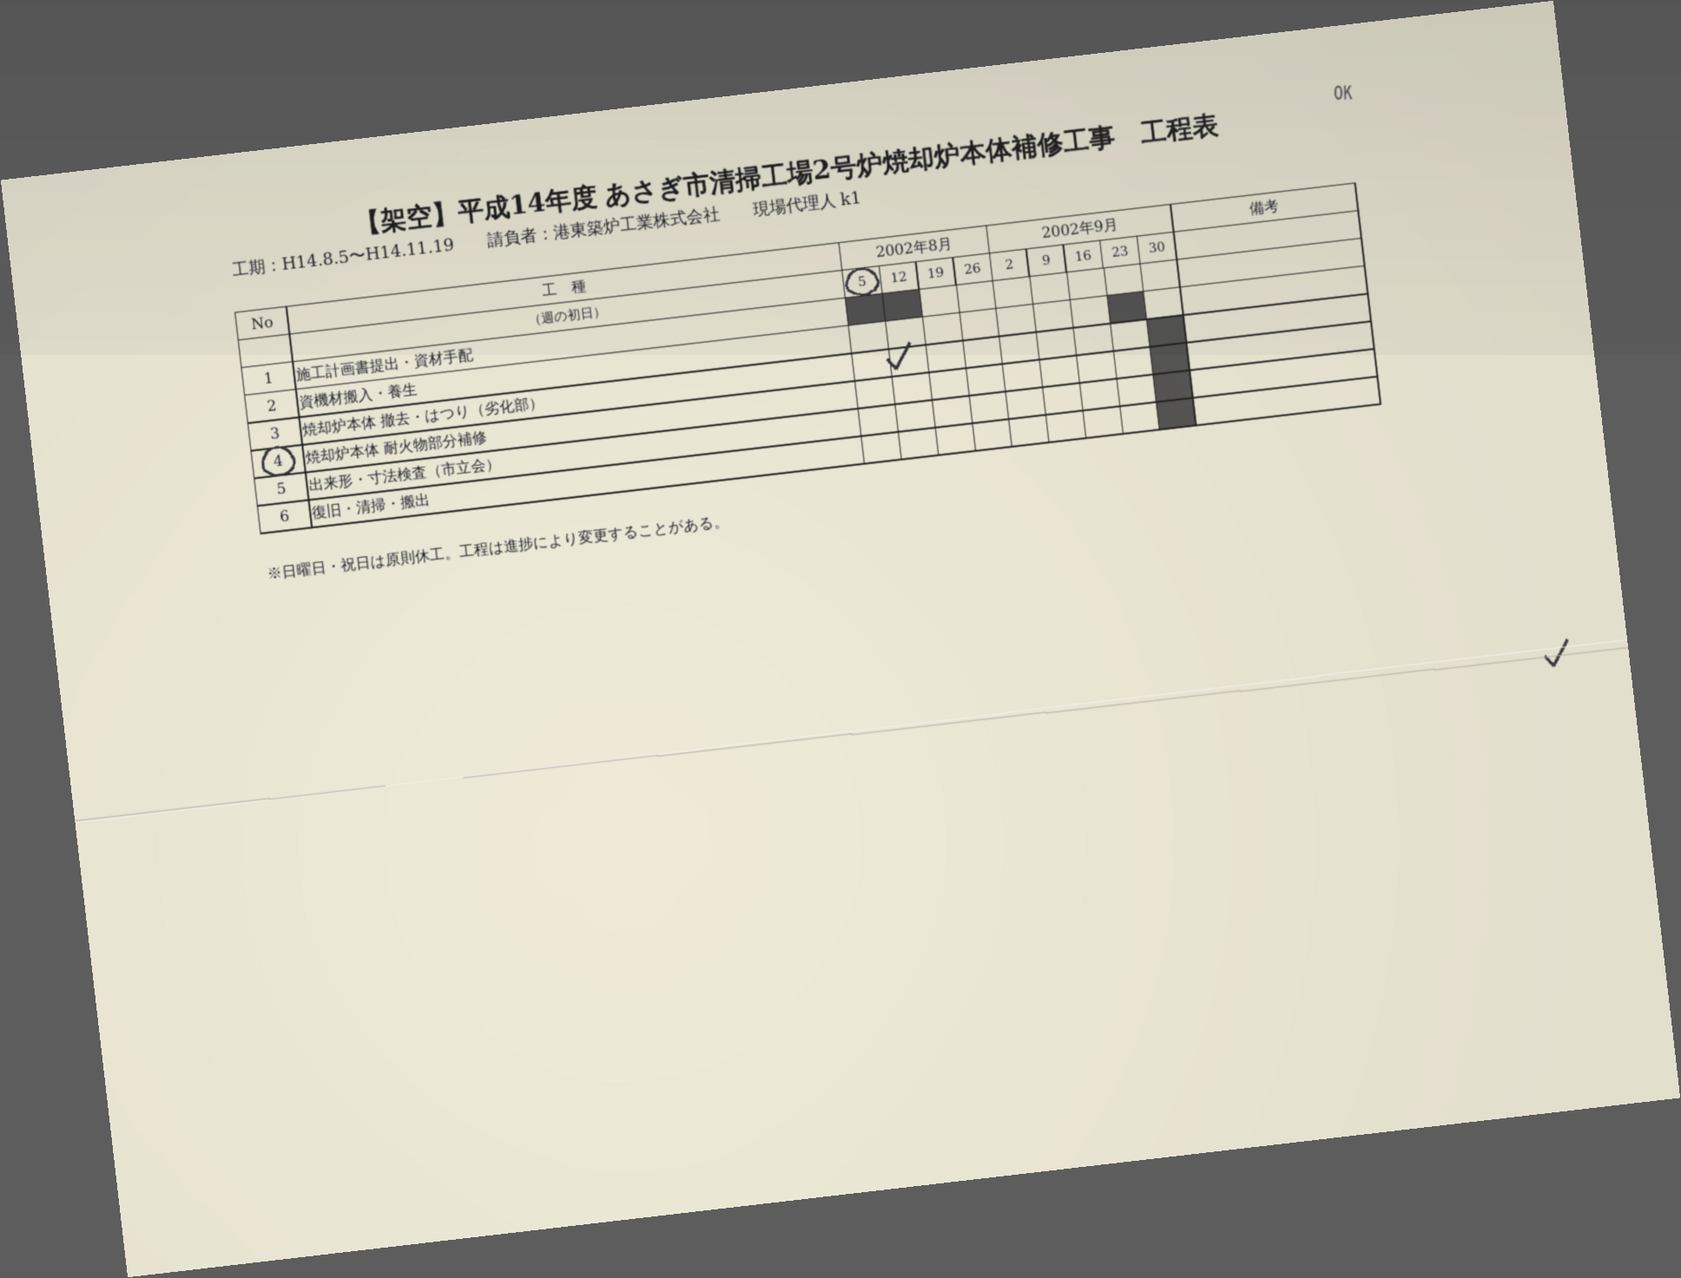 OK
【架空】平成14年度 あさぎ市清掃工場2号炉焼却炉本体補修工事 工程表
工期：H14.8.5〜H14.11.19 請負者：港東築炉工業株式会社 現場代理人 k1
No 工 種 2002年8月 2002年9月 備考
（週の初日） 5 12 19 26 2 9 16 23 30
1 施工計画書提出・資材手配
2 資機材搬入・養生
3 焼却炉本体 撤去・はつり（劣化部）
4 焼却炉本体 耐火物部分補修
5 出来形・寸法検査（市立会）
6 復旧・清掃・搬出
※日曜日・祝日は原則休工。工程は進捗により変更することがある。